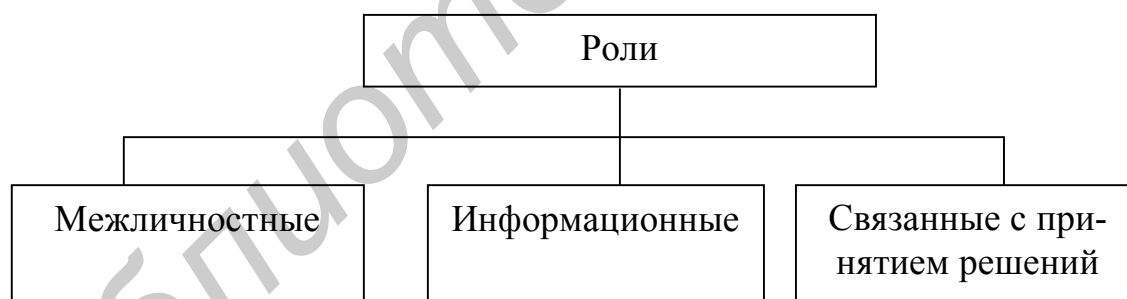 Роли
Межличностные
Информационные
Связанные с при-
нятием решений